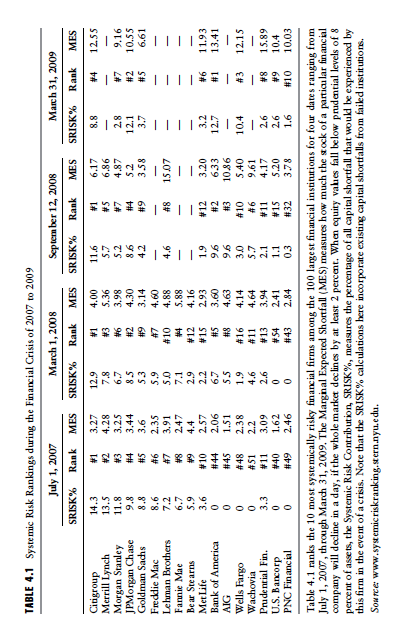 TABLE 4.1 Systemic Risk Rankings during the Financial Crisis of 2007 to 2009
July 1, 2007 March 1, 2008 September 12, 2008 March 31, 2009
SRISK% Rank MES SRISK% Rank MES SRISK% Rank MES SRISK% Rank MES
Citigroup 14.3 #1 3.27 12.9 #1 4.00 11.6 #1 6.17 8.8 #4 12.55
Merrill Lynch 13.5 #2 4.28 7.8 #3 5.36 5.7 #5 6.86 — — —
Morgan Stanley 11.8 #3 3.25 6.7 #6 3.98 5.2 #7 4.87 2.8 #7 9.16
JPMorgan Chase 9.8 #4 3.44 8.5 #2 4.30 8.6 #4 5.2 12.1 #2 10.55
Goldman Sachs 8.8 #5 3.6 5.3 #9 3.14 4.2 #9 3.58 3.7 #5 6.61
Freddie Mac 8.6 #6 2.35 5.9 #7 4.60 — — — — — —
Lehman Brothers 7.2 #7 3.91 5.0 #10 4.88 4.6 #8 15.07 — — —
Fannie Mae 6.7 #8 2.47 7.1 #4 5.88 — — — — — —
Bear Stearns 5.9 #9 4.4 2.9 #12 4.16 — — — — — —
MetLife 3.6 #10 2.57 2.2 #15 2.93 1.9 #12 3.20 3.2 #6 11.93
Bank of America 0 #44 2.06 6.7 #5 3.60 9.6 #2 6.33 12.7 #1 13.41
AIG 0 #45 1.51 5.5 #8 4.63 9.6 #3 10.86 — — —
Wells Fargo 0 #48 2.38 1.9 #16 4.14 3.0 #10 5.40 10.4 #3 12.15
Wachovia 0 #51 2.2 4.6 #11 4.64 5.7 #6 9.61 — — —
Prudential Fin. 3.3 #11 3.09 2.6 #13 3.94 2.1 #11 4.17 2.6 #8 15.89
U.S. Bancorp 0 #40 1.62 0 #54 2.41 1.1 #15 5.20 2.6 #9 10.4
PNC Financial 0 #49 2.46 0 #43 2.84 0.3 #32 3.78 1.6 #10 10.03
Table 4.1 ranks the 10 most systemically risky financial firms among the 100 largest financial institutions for four dates ranging from
July 1, 2007, through March 31, 2009. The Marginal Expected Shortfall (MES) measures how much the stock of a particular financial
company will decline in a day, if the whole market declines by at least 2 percent. When equity values fall below prudential levels of 8
percent of assets, the Systemic Risk Contribution, SRISK%, measures the percentage of all capital shortfall that would be experienced by
this firm in the event of a crisis. Note that the SRISK% calculations here incorporate existing capital shortfalls from failed institutions.
Source: www.systemicriskranking.stern.nyu.edu.